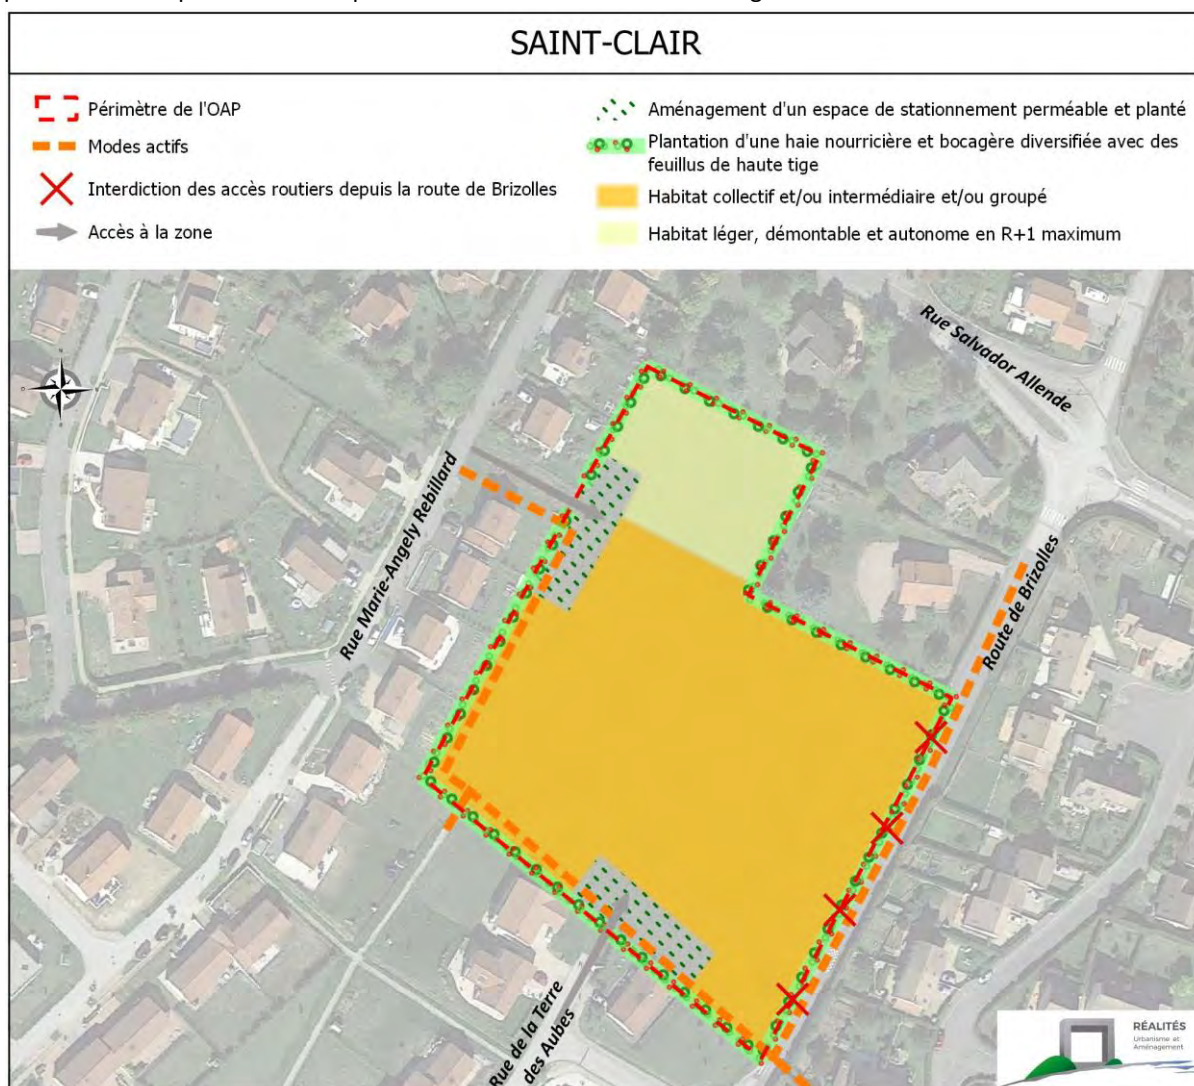 SAINT-CLAIR
Périmètre de l'OAP
Modes actifs
Interdiction des accès routiers depuis la route de Brizolles
Accès à la zone
Aménagement d'un espace de stationnement perméable et planté
Plantation d'une haie nourricière et bocagère diversifiée avec des
feuillus de haute tige
Habitat collectif et/ou intermédiaire et/ou groupé
Habitat léger, démontable et autonome en R+1 maximum
Rue Salvador Allende
Rue Marie-Angely Rebillard
Route de Brizolles
Rue de la Terre
des Aubes
RÉALITÉS
Urbanisme et
Aménagement